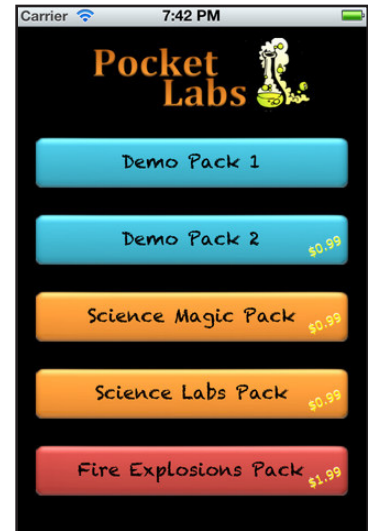 Carrier 7:42 PM
Pocket
Labs
Demo Pack 1
Demo Pack 2
$0.99
Science Magic Pack
$0.99
Science Labs Pack
$0.99
Fire Explosions Pack
$1.99